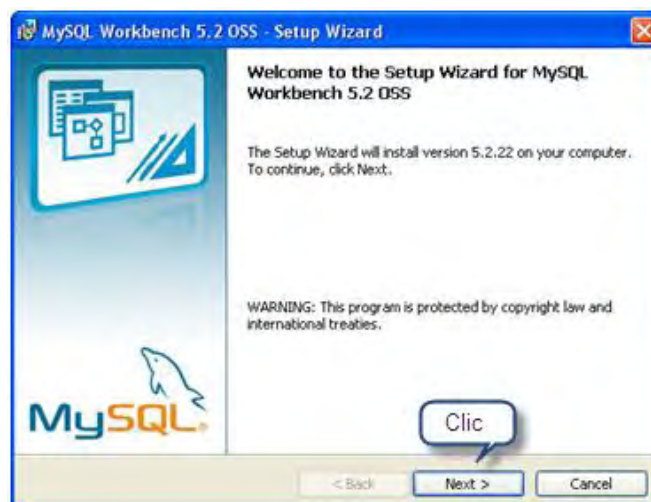 MySQL Workbench 5.2 OSS - Setup Wizard
Welcome to the Setup Wizard for MySQL
Workbench 5.2 OSS
The Setup Wizard will install version 5.2.22 on your computer.
To continue, click Next.
WARNING: This program is protected by copyright law and
international treaties.
MySQL
Clic
< Back
Next >
Cancel